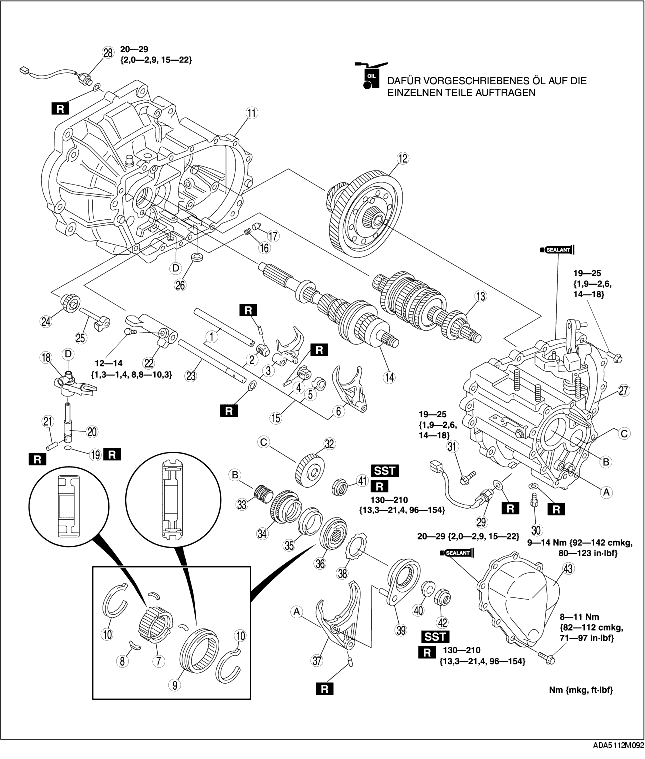 28
20—29
{2,0—2,9, 15—22}
R
OIL
DAFÜR VORGESCHRIEBENES ÖL AUF DIE
EINZELNEN TEILE AUFTRAGEN
11
12
17
16
D
26
SEALANT
19—25
{1,9—2,6,
14—18}
13
24
25
R
1
2
3
R
14
12—14
{1,3—1,4, 8,8—10,3}
22
23
18
D
4
5
6
15
R
27
21
20
R
19
R
19—25
{1,9—2,6,
14—18}
31
C
B
A
C
32
SST
R
41
130—210
{13,3—21,4, 96—154}
B
33
34
35
36
38
29
R
30
R
20—29 {2,0—2,9, 15—22}
SEALANT
9—14 Nm {92—142 cmkg,
80—123 in·lbf}
43
10
8
7
9
10
A
37
R
39
40
42
SST
R
130—210
{13,3—21,4, 96—154}
8—11 Nm
{82—112 cmkg,
71—97 in·lbf}
Nm {mkg, ft·lbf}
ADA5112M092